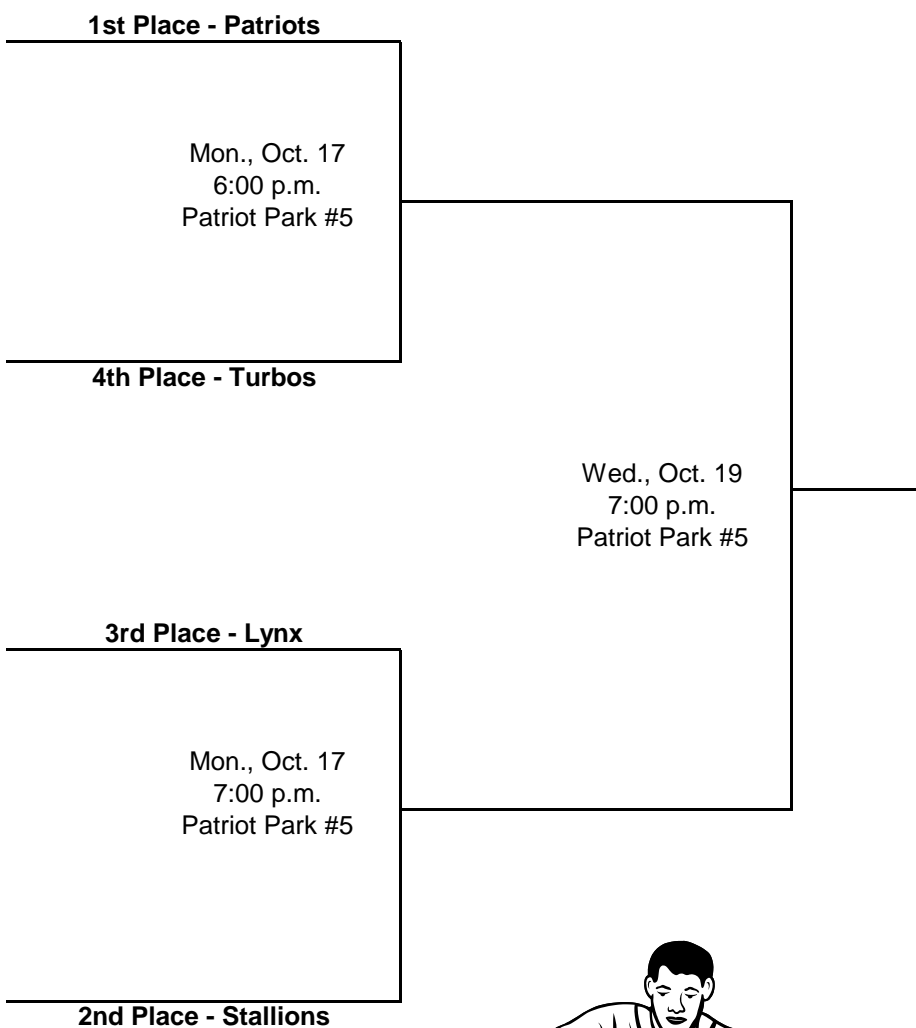 1st Place - Patriots
Mon., Oct. 17
6:00 p.m.
Patriot Park #5
4th Place - Turbos
Wed., Oct. 19
7:00 p.m.
Patriot Park #5
3rd Place - Lynx
Mon., Oct. 17
7:00 p.m.
Patriot Park #5
2nd Place - Stallions